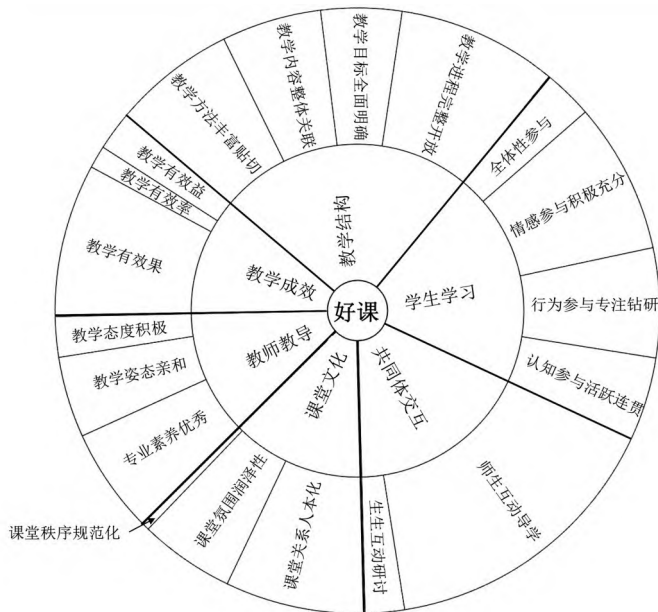 好课
教学结构
教学方法丰富贴切
教学内容整体关联
教学目标全面明确
教学进程完整开放
学生学习
全体性参与
情感参与积极充分
行为参与专注钻研
认知参与活跃连贯
共同体交互
师生互动导学
生生互动研讨
课堂文化
课堂关系人本化
课堂氛围润泽性
课堂秩序规范化
教师教导
专业素养优秀
教学姿态亲和
教学态度积极
教学成效
教学有效果
教学有效率
教学有效益